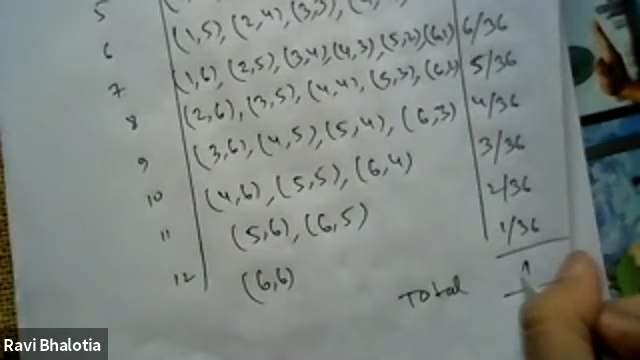 5
6 (1,5), (2,4), (3,3),
7 (1,6), (2,5), (3,4), (4,3), (5,2), (6,1) 6/36
8 (2,6), (3,5), (4,4), (5,3), (6,2) 5/36
9 (3,6), (4,5), (5,4), (6,3) 4/36
10 (4,6), (5,5), (6,4) 3/36
11 (5,6), (6,5) 2/36
12 (6,6) 1/36
Total 1
Ravi Bhalotia